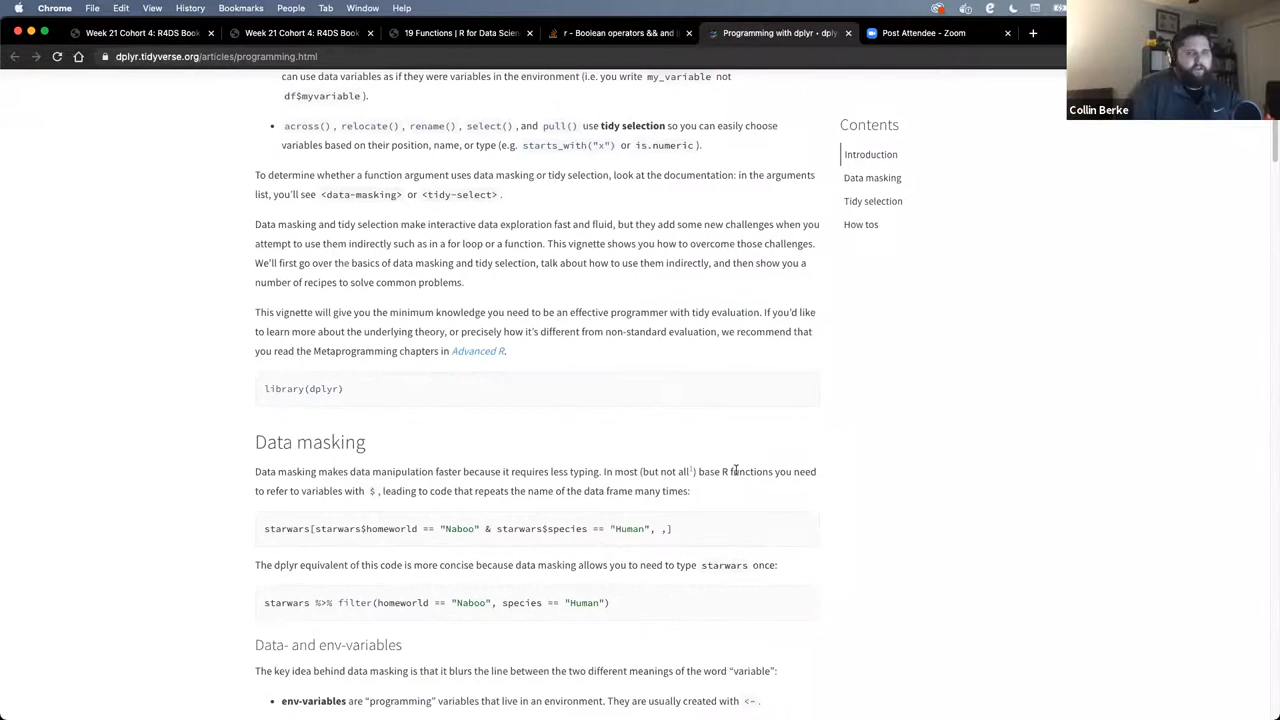 Chrome File Edit View History Bookmarks Profiles Tab Window Help
Week 21 Cohort 4: R4DS Book
Week 21 Cohort 4: R4DS Book
19 Functions | R for Data Scien
r - Boolean operators && and ||
Programming with dplyr • dply
Post Attendee - Zoom
dplyr.tidyverse.org/articles/programming.html
Collin Berke
can use data variables as if they were variables in the environment (i.e. you write my_variable not
df$myvariable).
• across(), relocate(), rename(), select(), and pull() use tidy selection so you can easily choose
variables based on their position, name, or type (e.g. starts_with("x") or is.numeric).
To determine whether a function argument uses data masking or tidy selection, look at the documentation: in the arguments
list, you'll see <data-masking> or <tidy-select>.
Data masking and tidy selection make interactive data exploration fast and fluid, but they add some new challenges when you
attempt to use them indirectly such as in a for loop or a function. This vignette shows you how to overcome those challenges.
We'll first go over the basics of data masking and tidy selection, talk about how to use them indirectly, and then show you a
number of recipes to solve common problems.
This vignette will give you the minimum knowledge you need to be an effective programmer with tidy evaluation. If you'd like
to learn more about the underlying theory, or precisely how it's different from non-standard evaluation, we recommend that
you read the Metaprogramming chapters in Advanced R.
library(dplyr)
Data masking
Data masking makes data manipulation faster because it requires less typing. In most (but not all1) base R functions you need
to refer to variables with $, leading to code that repeats the name of the data frame many times:
starwars[starwars$homeworld == "Naboo" & starwars$species == "Human", ,]
The dplyr equivalent of this code is more concise because data masking allows you to need to type starwars once:
starwars %>% filter(homeworld == "Naboo", species == "Human")
Data- and env-variables
The key idea behind data masking is that it blurs the line between the two different meanings of the word "variable":
• env-variables are "programming" variables that live in an environment. They are usually created with <-.
Contents
Introduction
Data masking
Tidy selection
How tos